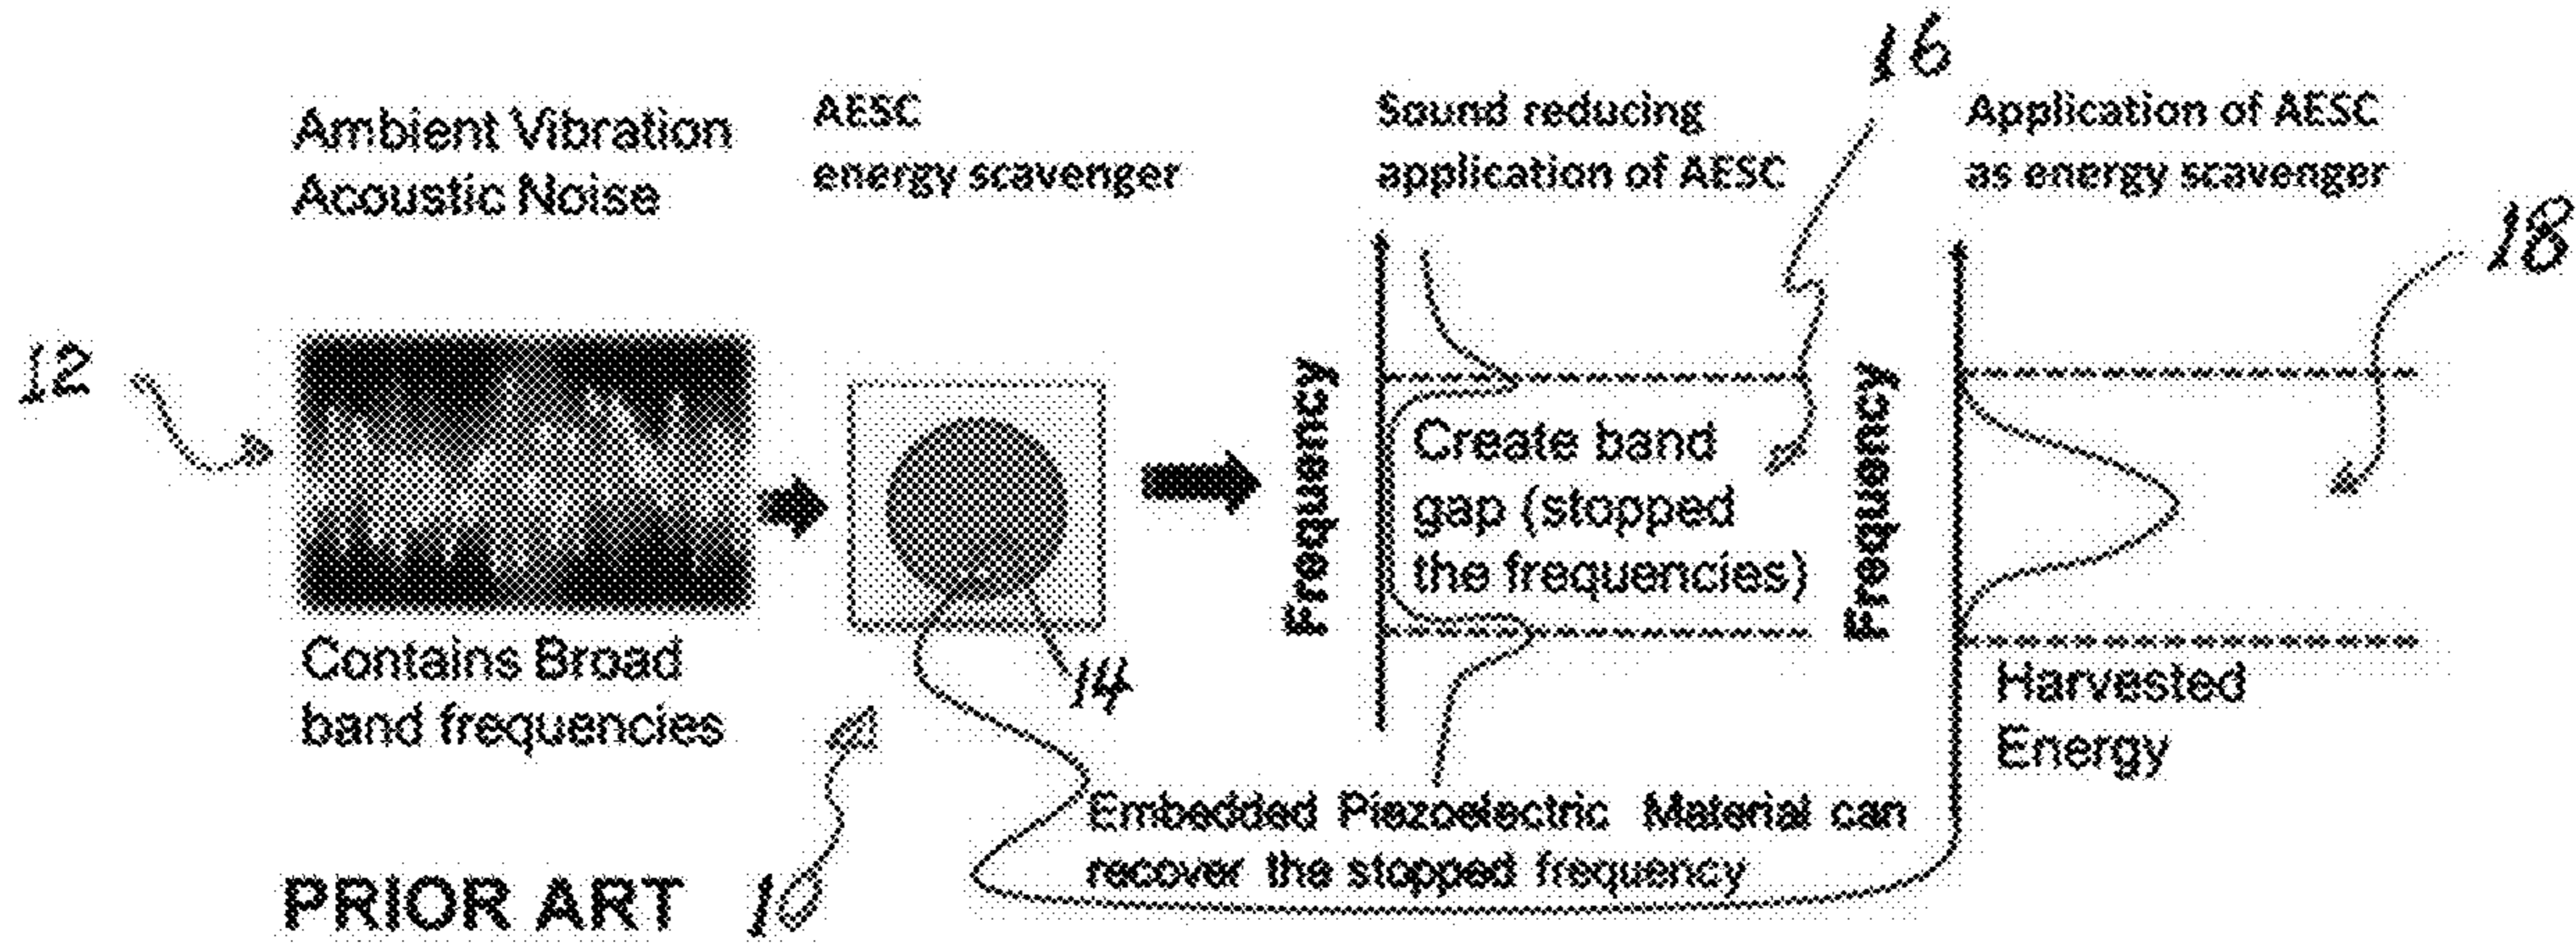 16
Ambient Vibration
Acoustic Noise
AESC
energy scavenger
Sound reducing
application of AESC
Application of AESC
as energy scavenger
18
12
Frequency
Create band
gap (stopped
the frequencies)
Frequency
Contains Broad
band frequencies
14
Harvested
Energy
Embedded Piezoelectric Material can
recover the stopped frequency
PRIOR ART
10